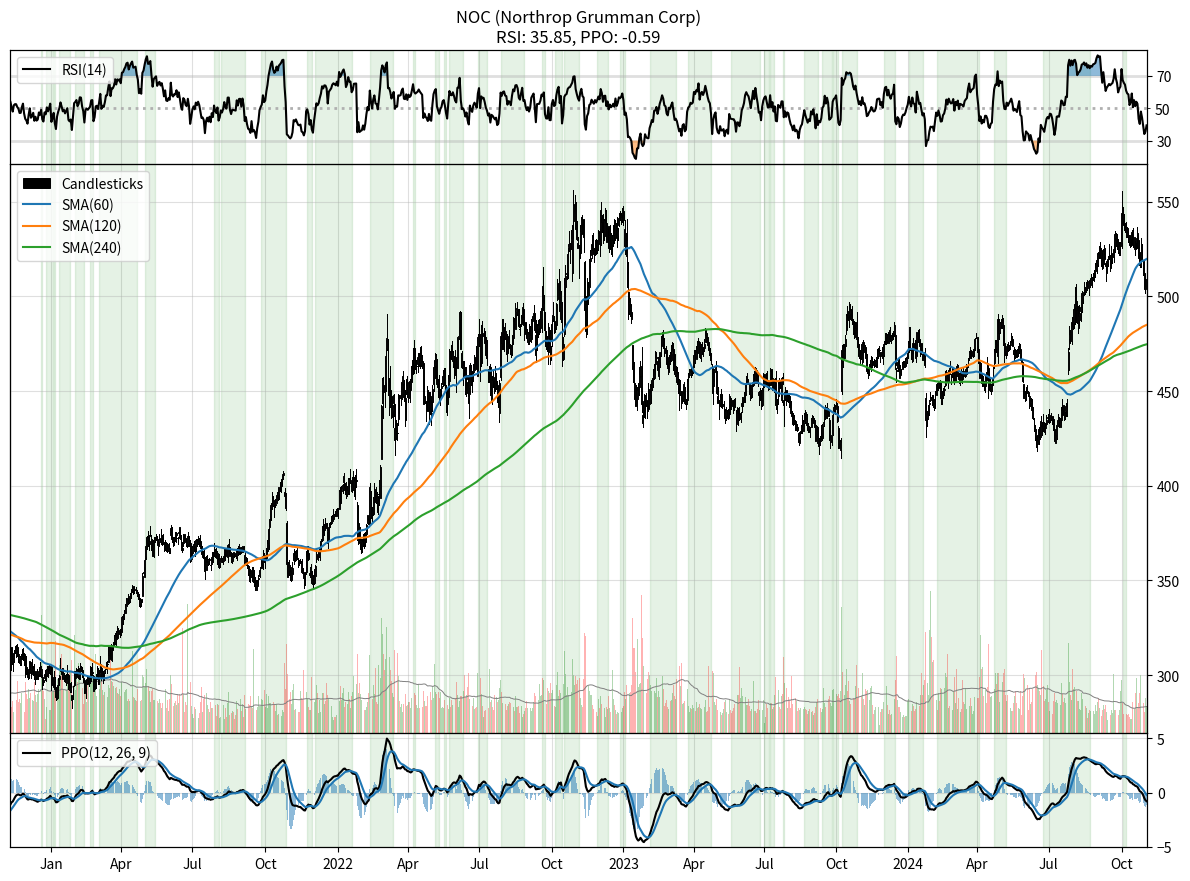 NOC (Northrop Grumman Corp)
RSI: 35.85, PPO: -0.59
RSI(14)
70
50
30
Candlesticks
SMA(60)
SMA(120)
SMA(240)
550
500
450
400
350
300
PPO(12, 26, 9)
5
0
−5
Jan Apr Jul Oct 2022 Apr Jul Oct 2023 Apr Jul Oct 2024 Apr Jul Oct